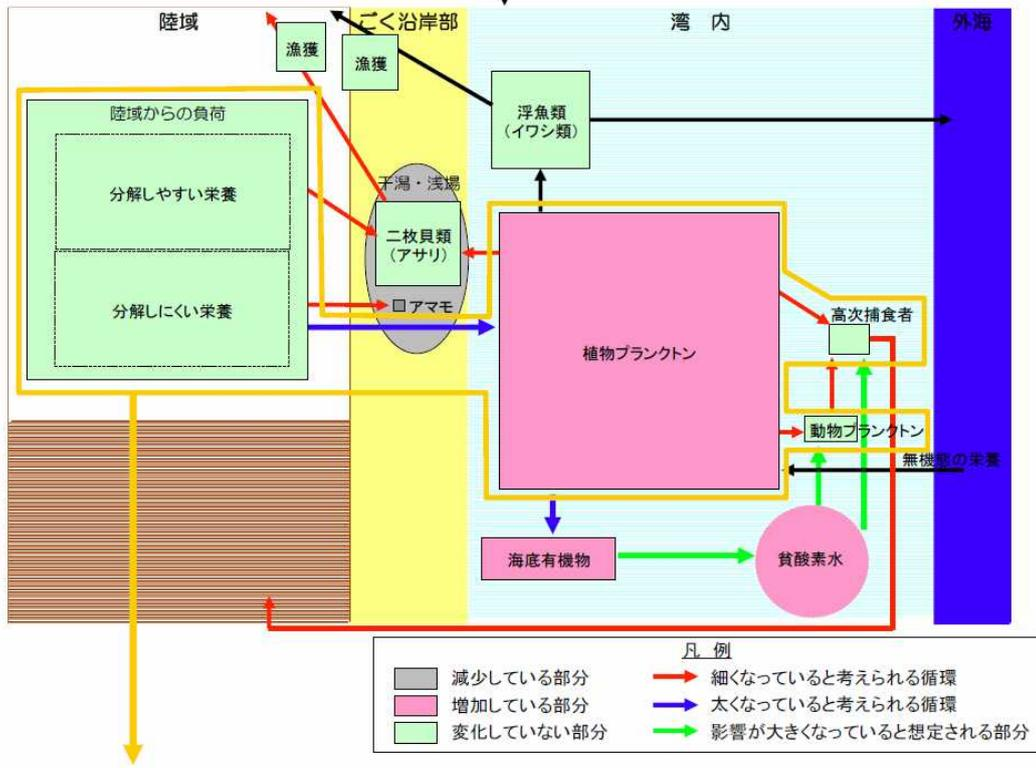 陸域
ごく沿岸部
湾 内
外海
漁獲
漁獲
陸域からの負荷
分解しやすい栄養
分解しにくい栄養
浮魚類
(イワシ類)
干潟・浅場
二枚貝類
(アサリ)
アマモ
植物プランクトン
高次捕食者
動物プランクトン
無機態の栄養
海底有機物
貧酸素水
凡 例
減少している部分
細くなっていると考えられる循環
増加している部分
太くなっていると考えられる循環
変化していない部分
影響が大きくなっていると想定される部分